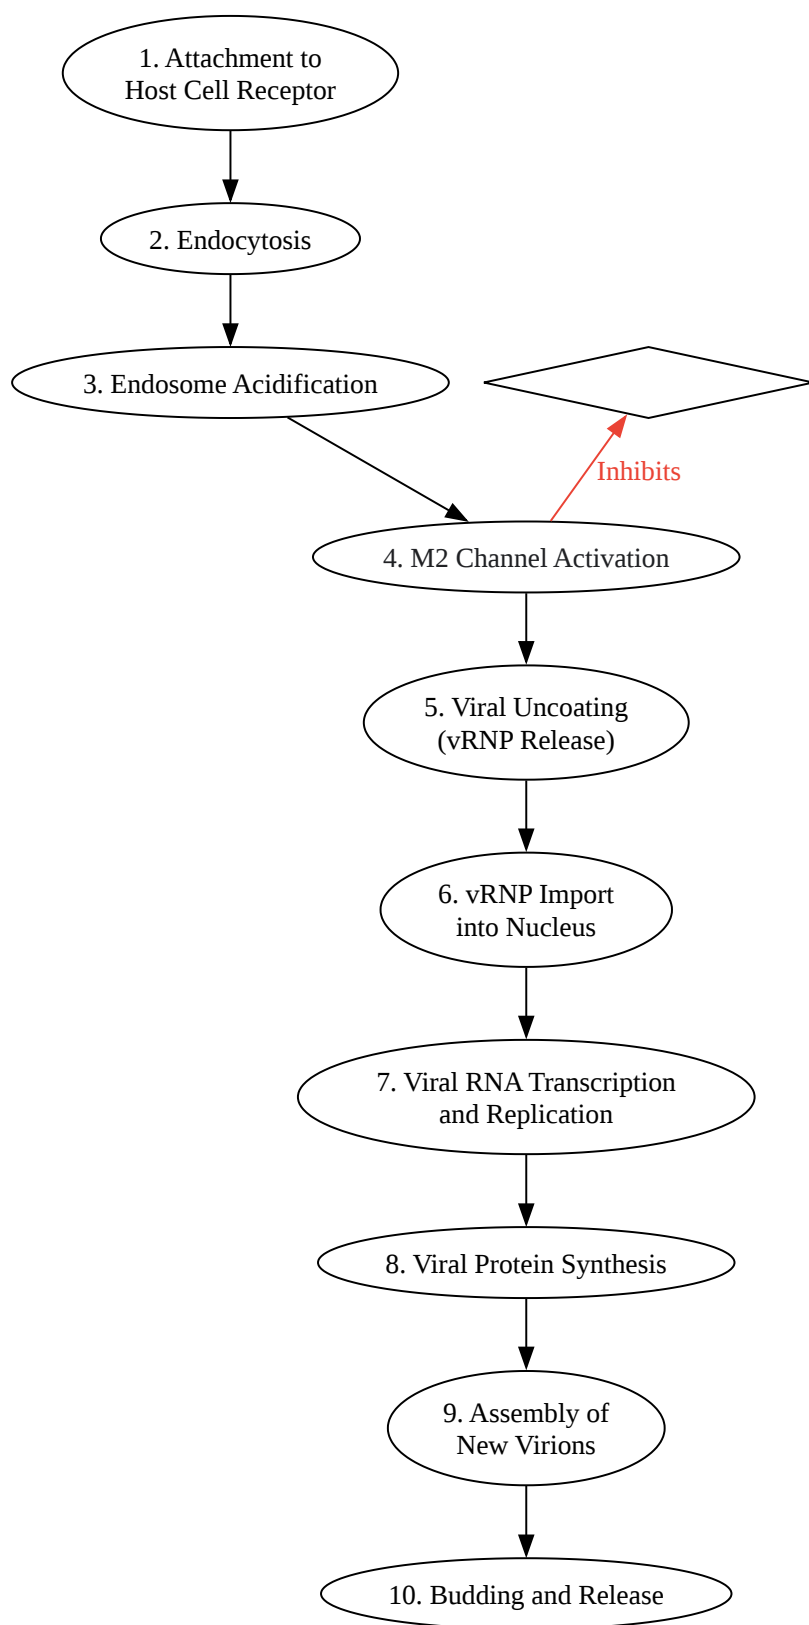 1. Attachment to
Host Cell Receptor
2. Endocytosis
3. Endosome Acidification
Inhibits
4. M2 Channel Activation
5. Viral Uncoating
(vRNP Release)
6. vRNP Import
into Nucleus
7. Viral RNA Transcription
and Replication
8. Viral Protein Synthesis
9. Assembly of
New Virions
10. Budding and Release